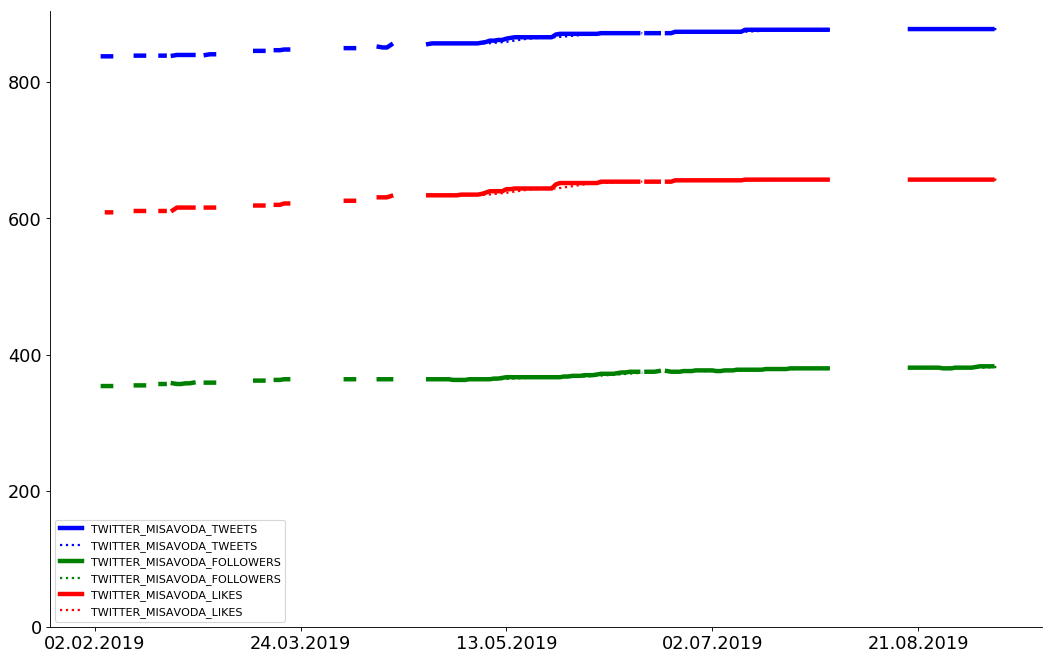 800
600
400
200
0
TWITTER_MISAVODA_TWEETS
TWITTER_MISAVODA_TWEETS
TWITTER_MISAVODA_FOLLOWERS
TWITTER_MISAVODA_FOLLOWERS
TWITTER_MISAVODA_LIKES
TWITTER_MISAVODA_LIKES
02.02.2019 24.03.2019 13.05.2019 02.07.2019 21.08.2019